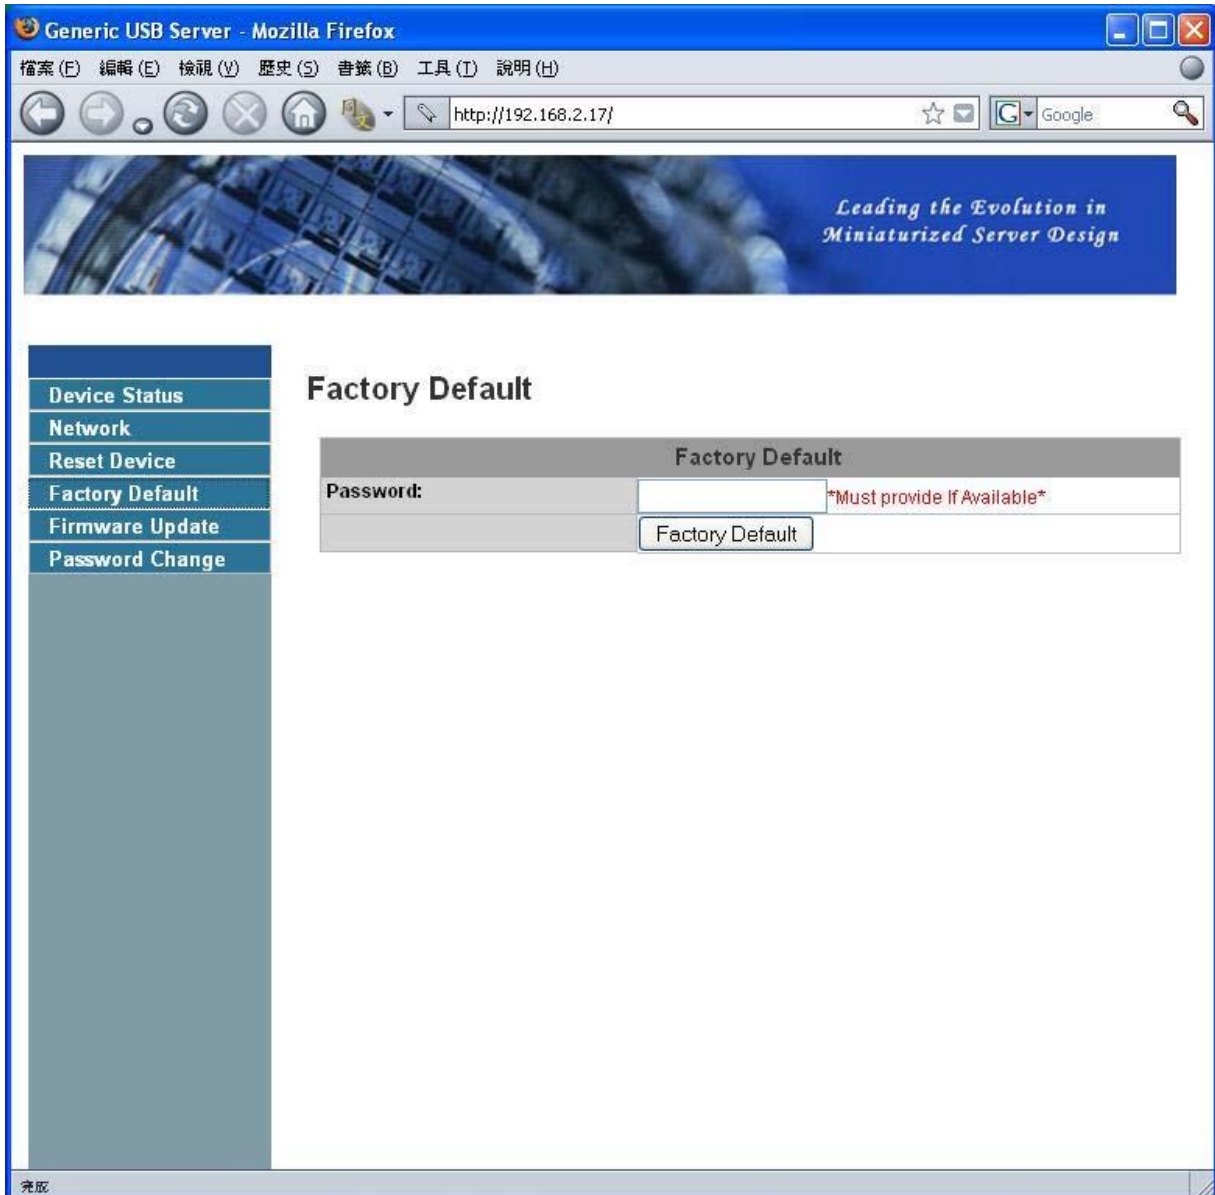 Generic USB Server - Mozilla Firefox
檔案(F) 編輯(E) 檢視(V) 歷史(S) 書籤(B) 工具(T) 說明(H)
http://192.168.2.17/
G Google
Leading the Evolution in
Miniaturized Server Design
Device Status
Network
Reset Device
Factory Default
Firmware Update
Password Change
Factory Default
Factory Default
Password: *Must provide If Available*
Factory Default
完成